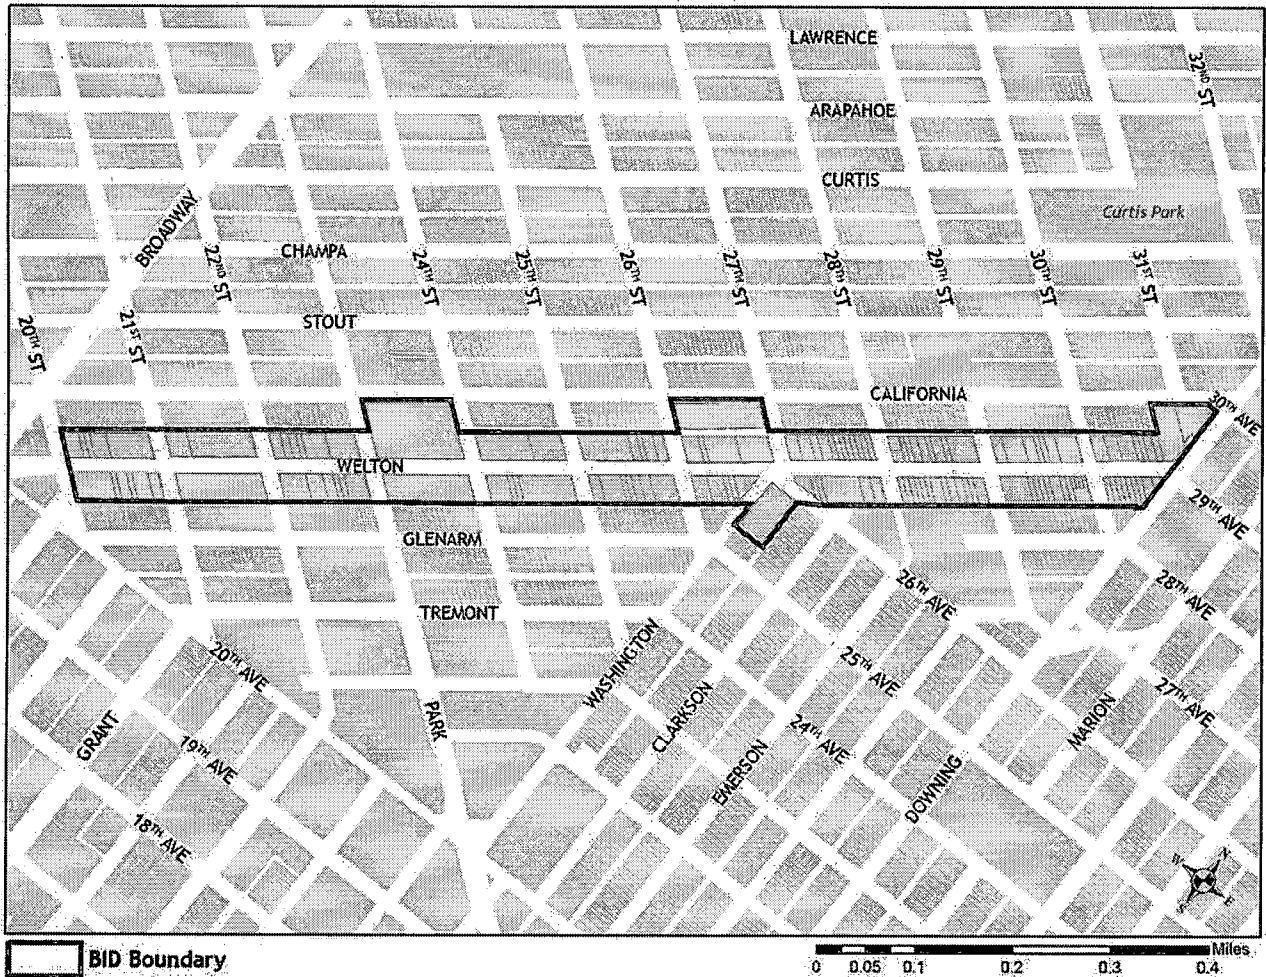 LAWRENCE
32ND ST
ARAPAHOE
CURTIS
Curtis Park
BROADWAY
CHAMPA
22ND ST
24TH ST
25TH ST
26TH ST
27TH ST
28TH ST
29TH ST
30TH ST
31ST ST
20TH ST
21ST ST
STOUT
CALIFORNIA
30TH AVE
WELTON
29TH AVE
GLENARM
26TH AVE
28TH AVE
TREMONT
20TH AVE
WASHINGTON
25TH AVE
27TH AVE
GRANT
19TH AVE
PARK
CLARKSON
24TH AVE
MARION
EMERSON
DOWNING
18TH AVE
N
W
E
S
BID Boundary
Miles
0 0.05 0.1 0.2 0.3 0.4